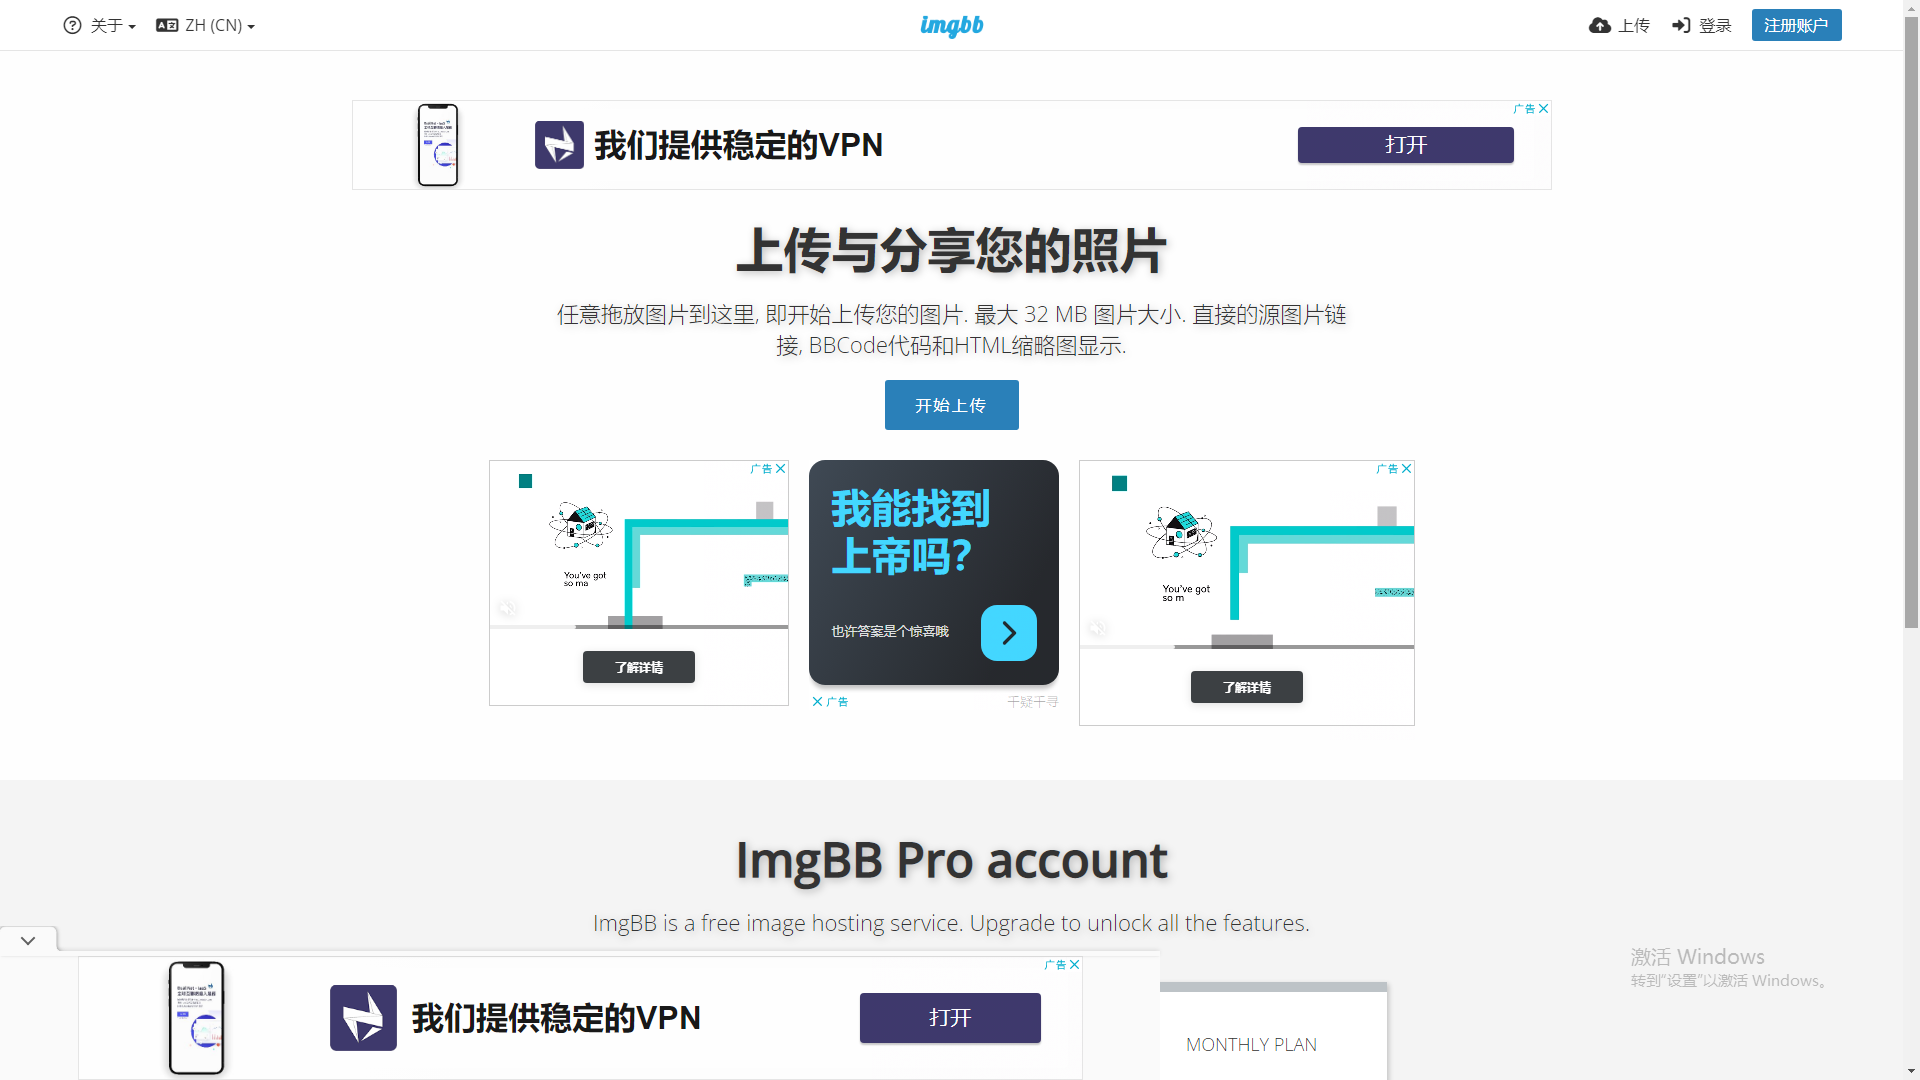 关于
ZH (CN)
imgbb
上传
登录
注册账户
广告
我们提供稳定的VPN
打开
上传与分享您的照片
任意拖放图片到这里, 即开始上传您的图片. 最大 32 MB 图片大小. 直接的源图片链
接, BBCode代码和HTML缩略图显示.
开始上传
广告
You've got
so ma
了解详情
我能找到
上帝吗?
也许答案是个惊喜哦
广告
千疑千寻
广告
You've got
so m
了解详情
ImgBB Pro account
ImgBB is a free image hosting service. Upgrade to unlock all the features.
广告
我们提供稳定的VPN
打开
MONTHLY PLAN
激活 Windows
转到“设置”以激活 Windows。